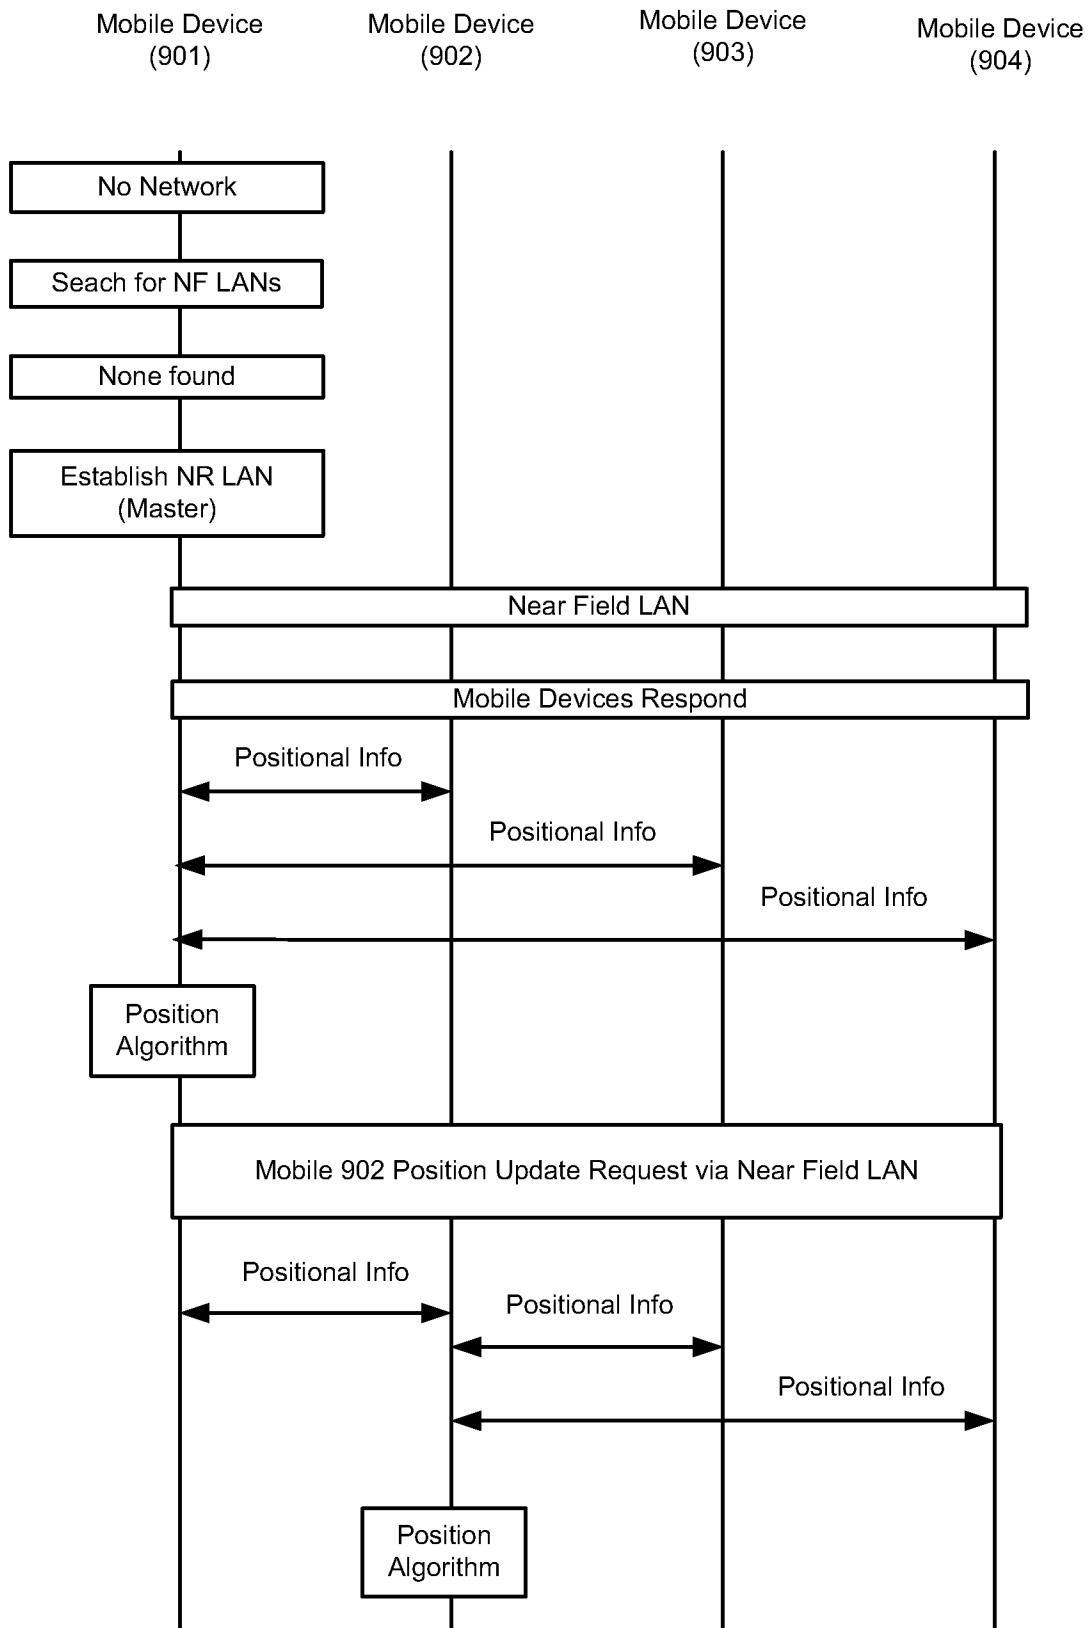 Mobile Device
(901)
Mobile Device
(902)
Mobile Device
(903)
Mobile Device
(904)
No Network
Seach for NF LANs
None found
Establish NR LAN
(Master)
Near Field LAN
Mobile Devices Respond
Positional Info
Positional Info
Positional Info
Position
Algorithm
Mobile 902 Position Update Request via Near Field LAN
Positional Info
Positional Info
Positional Info
Position
Algorithm